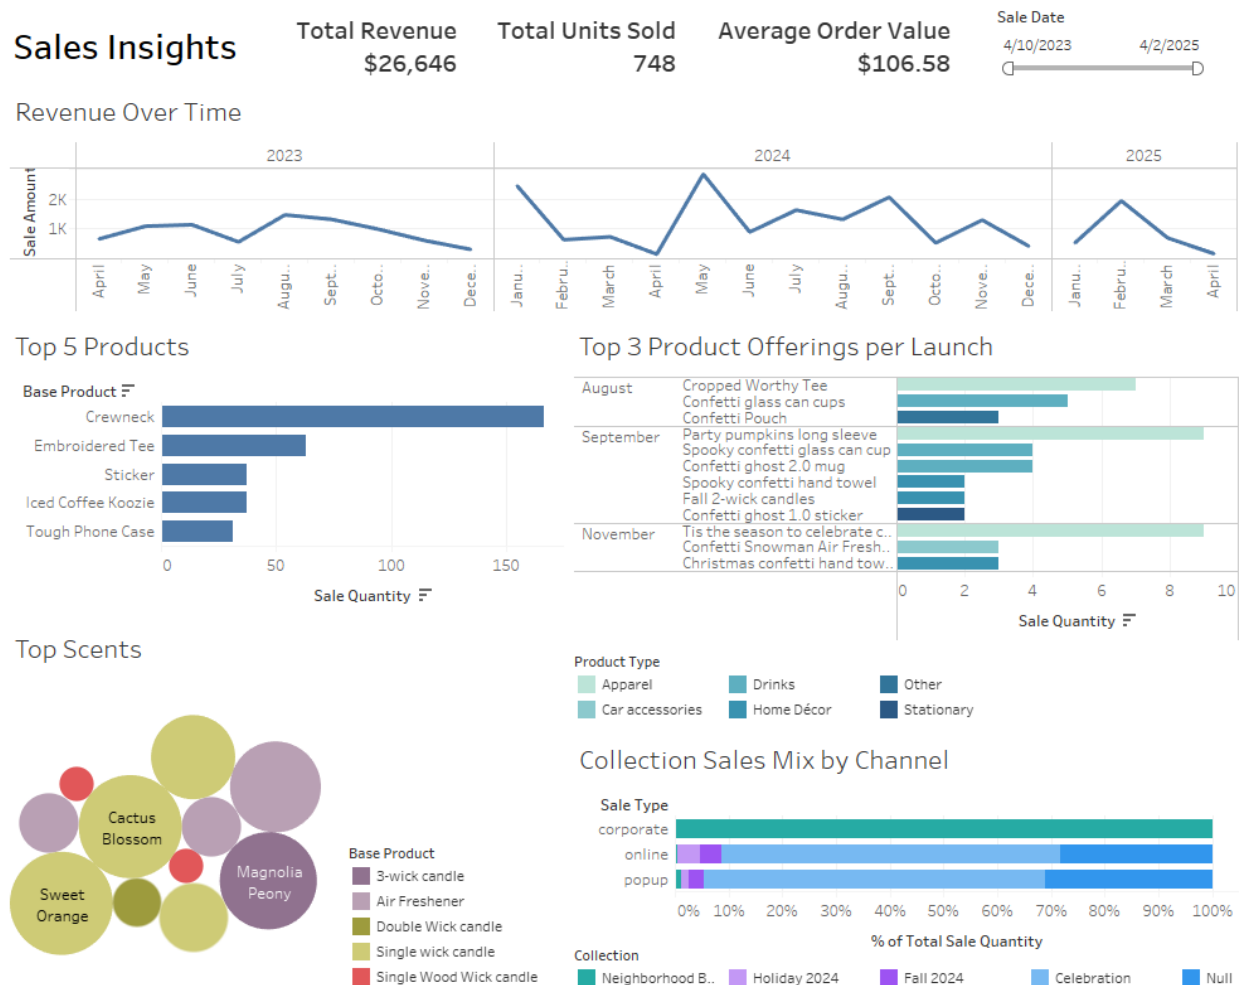 Sales Insights
Total Revenue
$26,646
Total Units Sold
748
Average Order Value
$106.58
Sale Date
4/10/2023 4/2/2025
Revenue Over Time
2023 2024 2025
Sale Amount
2K
1K
April May June July Augu.. Sept.. Octo.. Nove.. Dece.. Janu.. Febru.. March April May June July Augu.. Sept.. Octo.. Nove.. Dece.. Janu.. Febru.. March April
Top 5 Products
Base Product
Crewneck
Embroidered Tee
Sticker
Iced Coffee Koozie
Tough Phone Case
0 50 100 150
Sale Quantity
Top 3 Product Offerings per Launch
August Cropped Worthy Tee
Confetti glass can cups
Confetti Pouch
September Party pumpkins long sleeve
Spooky confetti glass can cup
Confetti ghost 2.0 mug
Spooky confetti hand towel
Fall 2-wick candles
Confetti ghost 1.0 sticker
November Tis the season to celebrate c..
Confetti Snowman Air Fresh..
Christmas confetti hand tow..
0 2 4 6 8 10
Sale Quantity
Product Type
Apparel Drinks Other
Car accessories Home Décor Stationary
Top Scents
Cactus
Blossom
Magnolia
Peony
Sweet
Orange
Base Product
3-wick candle
Air Freshener
Double Wick candle
Single wick candle
Single Wood Wick candle
Collection Sales Mix by Channel
Sale Type
corporate
online
popup
0% 10% 20% 30% 40% 50% 60% 70% 80% 90% 100%
% of Total Sale Quantity
Collection
Neighborhood B.. Holiday 2024 Fall 2024 Celebration Null